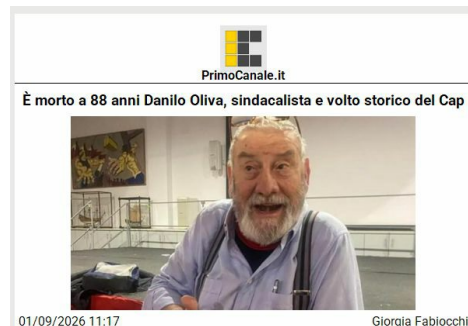 PrimoCanale.it
È morto a 88 anni Danilo Oliva, sindacalista e volto storico del Cap
01/09/2026 11:17
Giorgia Fabiocchi